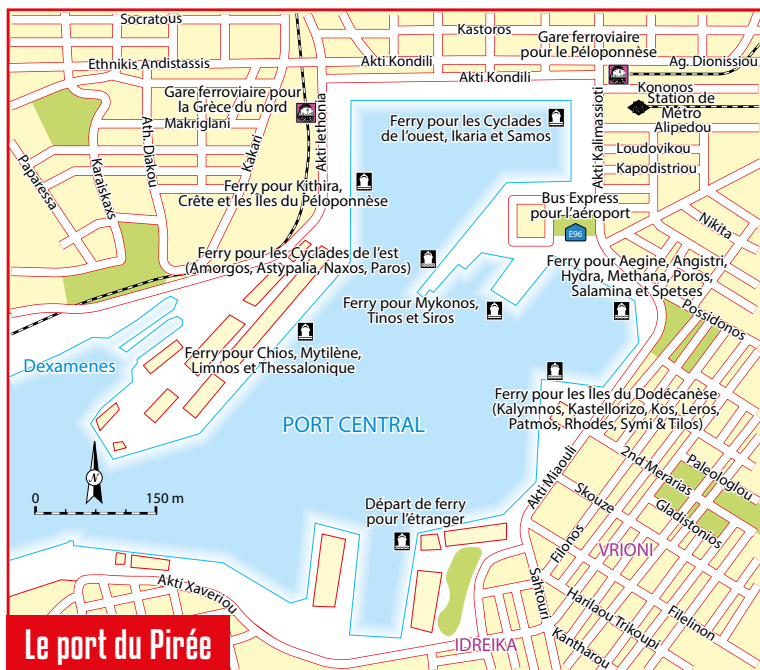 Socratous
Kastoros
Gare ferroviaire
pour le Péloponnèse
Ethnikis Andistassis
Akti Kondili
Akti Kondili
Ag. Dionissiou
Kononos
Gare ferroviaire pour
la Grèce du nord
Makriglani
Akti Iethonia
Ferry pour les Cyclades
de l'ouest, Ikaria et Samos
Akti Kalimassioti
Station de
Métro
Alipedou
Loudovikou
Kapodistriou
Ath. Diakou
Kakari
Paparessa
Karaiskaxs
Ferry pour Kithira,
Crête et les Îles du Péloponnèse
Bus Express
pour l'aéroport
E96
Nikita
Ferry pour les Cyclades de l'est
(Amorgos, Astypalia, Naxos, Paros)
Ferry pour Aegine, Angistri,
Hydra, Methana, Poros,
Salamina et Spetses
Ferry pour Mykonos,
Tinos et Siros
Possidonos
Dexamenes
Ferry pour Chios, Mytilène,
Limnos et Thessalonique
Ferry pour les Îles du Dodécanèse
(Kalymnos, Kastellorizo, Kos, Leros,
Patmos, Rhodes, Symi & Tilos)
PORT CENTRAL
N
0 150 m
Akti Miaouli
2nd Merarias
Paleologlou
Skouze
Gladistonios
Départ de ferry
pour l'étranger
Filonos
VRIONI
Akti Xaveriou
Sahtouri
Harilaou Trikoupi
Filelinon
IDREIKA
Kantharou
Le port du Pirée